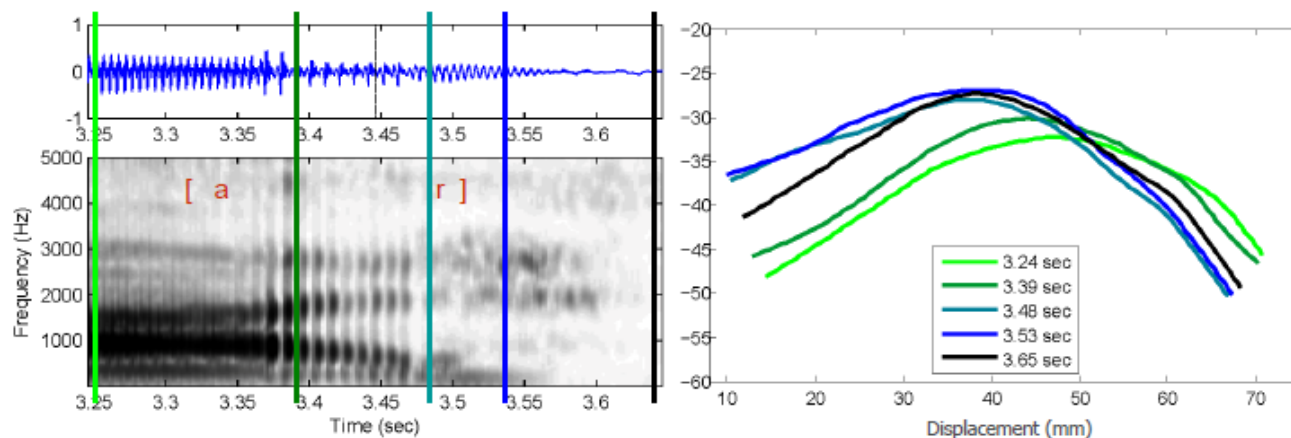 1
0
-1
3.25 3.3 3.35 3.4 3.45 3.5 3.55 3.6
5000
4000
3000
2000
1000
Frequency (Hz)
[ a r ]
3.25 3.3 3.35 3.4 3.45 3.5 3.55 3.6
Time (sec)
−20
−25
−30
−35
−40
−45
−50
−55
−60
3.24 sec
3.39 sec
3.48 sec
3.53 sec
3.65 sec
10 20 30 40 50 60 70
Displacement (mm)